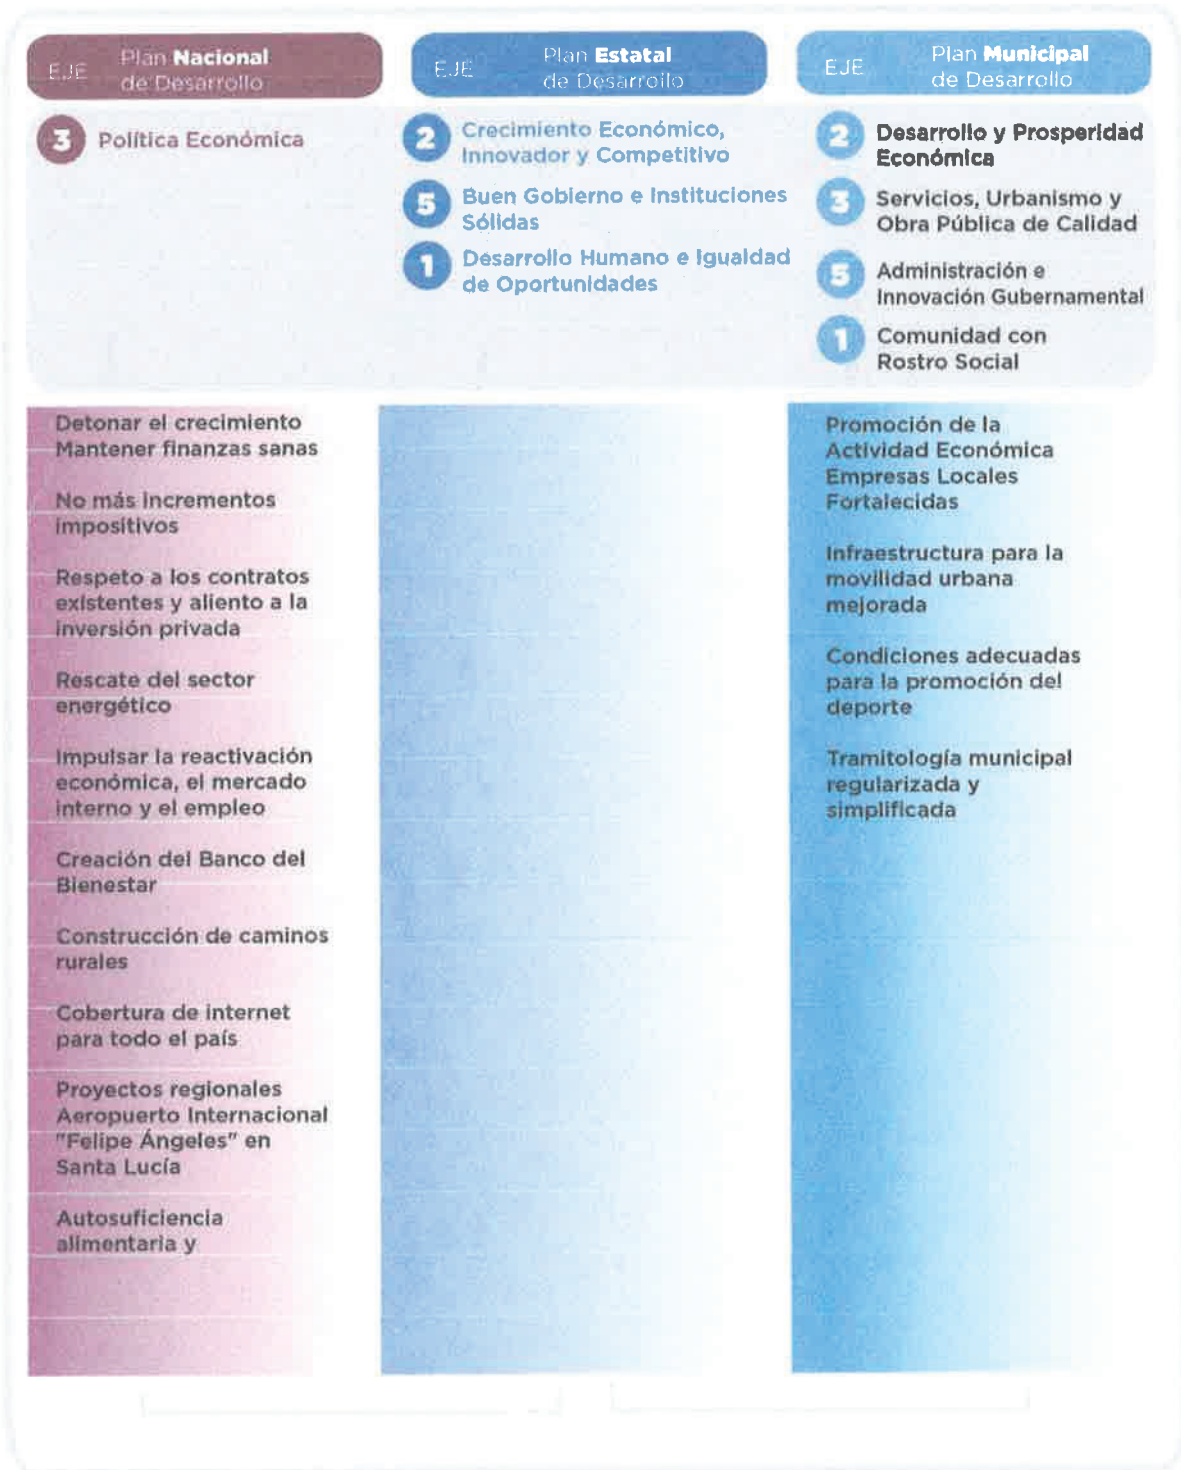 EJE
Plan Nacional
de Desarrollo
3
Política Económica
EJE
Plan Estatal
de Desarrollo
2
Crecimiento Económico,
Innovador y Competitivo
5
Buen Gobierno e Instituciones
Sólidas
1
Desarrollo Humano e Igualdad
de Oportunidades
EJE
Plan Municipal
de Desarrollo
2
Desarrollo y Prosperidad
Económica
3
Servicios, Urbanismo y
Obra Pública de Calidad
5
Administración e
Innovación Gubernamental
1
Comunidad con
Rostro Social
Detonar el crecimiento
Mantener finanzas sanas
No más incrementos
impositivos
Respeto a los contratos
existentes y aliento a la
inversión privada
Rescate del sector
energético
Impulsar la reactivación
económica, el mercado
interno y el empleo
Creación del Banco del
Bienestar
Construcción de caminos
rurales
Cobertura de internet
para todo el país
Proyectos regionales
Aeropuerto Internacional
"Felipe Ángeles" en
Santa Lucía
Autosuficiencia
alimentaria y
Promoción de la
Actividad Económica
Empresas Locales
Fortalecidas
Infraestructura para la
movilidad urbana
mejorada
Condiciones adecuadas
para la promoción del
deporte
Tramitología municipal
regularizada y
simplificada